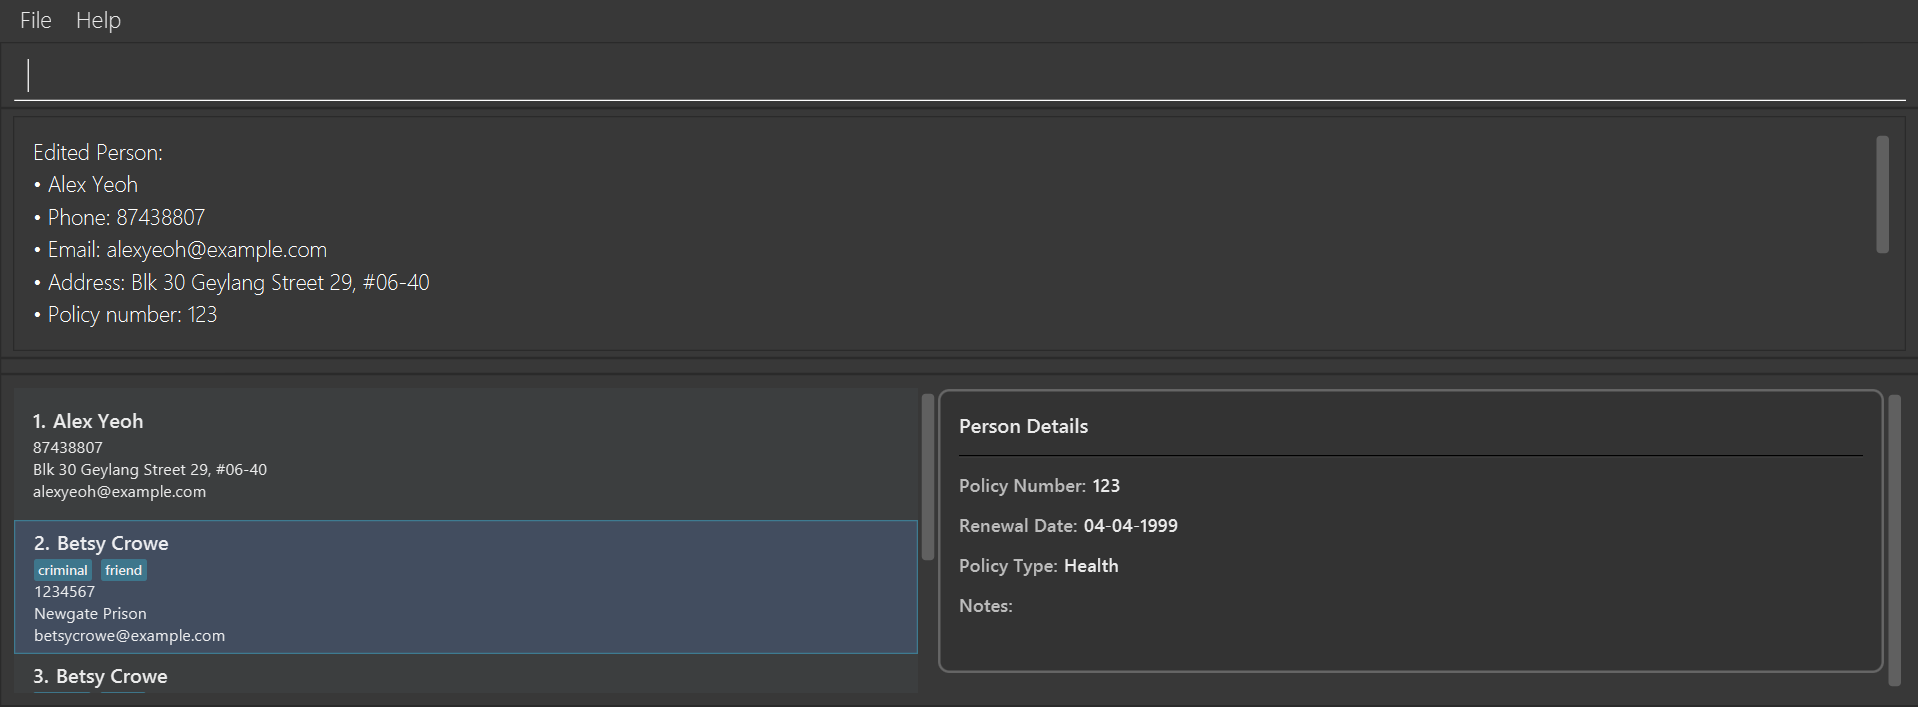 File Help
Edited Person:
• Alex Yeoh
• Phone: 87438807
• Email: alexyeoh@example.com
• Address: Blk 30 Geylang Street 29, #06-40
• Policy number: 123
1. Alex Yeoh
87438807
Blk 30 Geylang Street 29, #06-40
alexyeoh@example.com
2. Betsy Crowe
criminal friend
1234567
Newgate Prison
betsycrowe@example.com
3. Betsy Crowe
Person Details
Policy Number: 123
Renewal Date: 04-04-1999
Policy Type: Health
Notes: